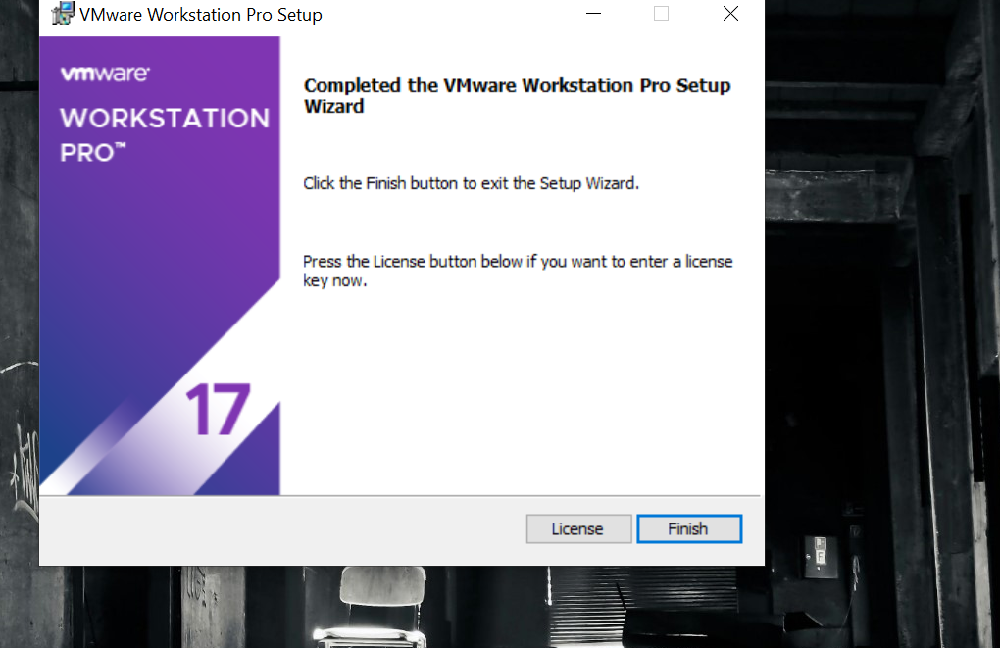 VMware Workstation Pro Setup
vmware®
WORKSTATION
PRO™
Completed the VMware Workstation Pro Setup
Wizard
Click the Finish button to exit the Setup Wizard.
Press the License button below if you want to enter a license
key now.
17
License
Finish